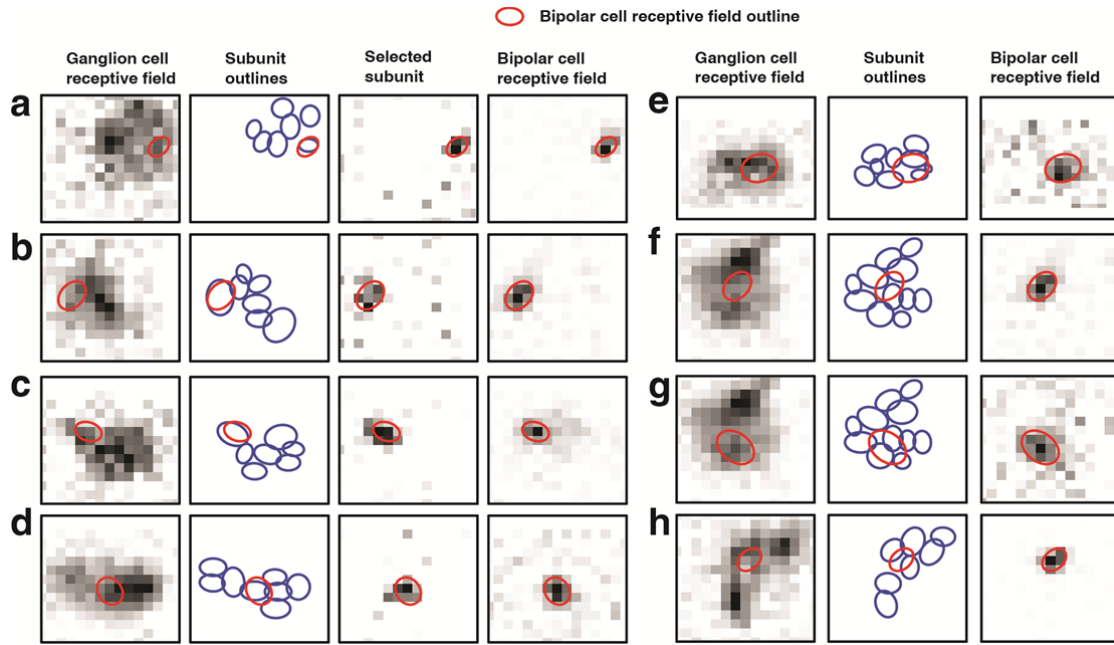 Bipolar cell receptive field outline
Ganglion cell receptive field
Subunit outlines
Selected subunit
Bipolar cell receptive field
Ganglion cell receptive field
Subunit outlines
Bipolar cell receptive field
a
b
c
d
e
f
g
h